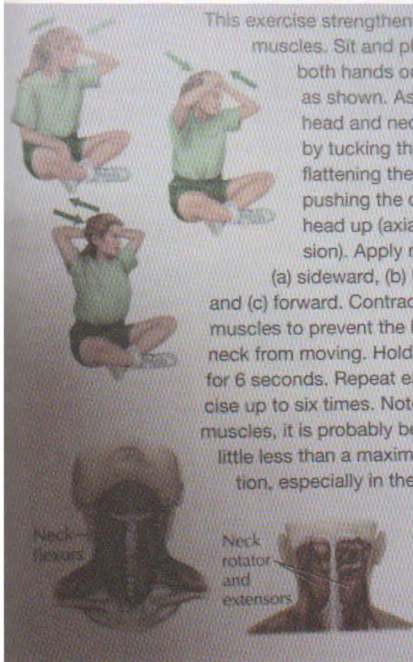 This exercise strengthen
muscles. Sit and pl
both hands o
as shown. As
head and nec
by tucking th
flattening the
pushing the c
head up (axia
sion). Apply r
(a) sideward, (b)
and (c) forward. Contrac
muscles to prevent the
neck from moving. Hold
for 6 seconds. Repeat e
cise up to six times. Note
muscles, it is probably be
little less than a maxim
tion, especially in the
Neck
flexors
Neck
rotator
and
extensors